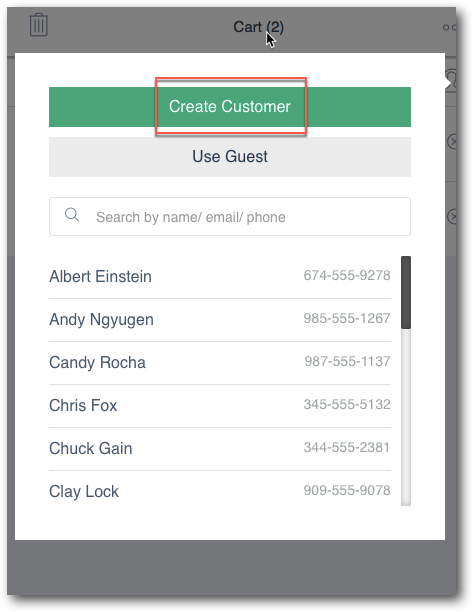 Cart (2)
Create Customer
Use Guest
Search by name/ email/ phone
Albert Einstein 674-555-9278
Andy Ngyugen 985-555-1267
Candy Rocha 987-555-1137
Chris Fox 345-555-5132
Chuck Gain 344-555-2381
Clay Lock 909-555-9078